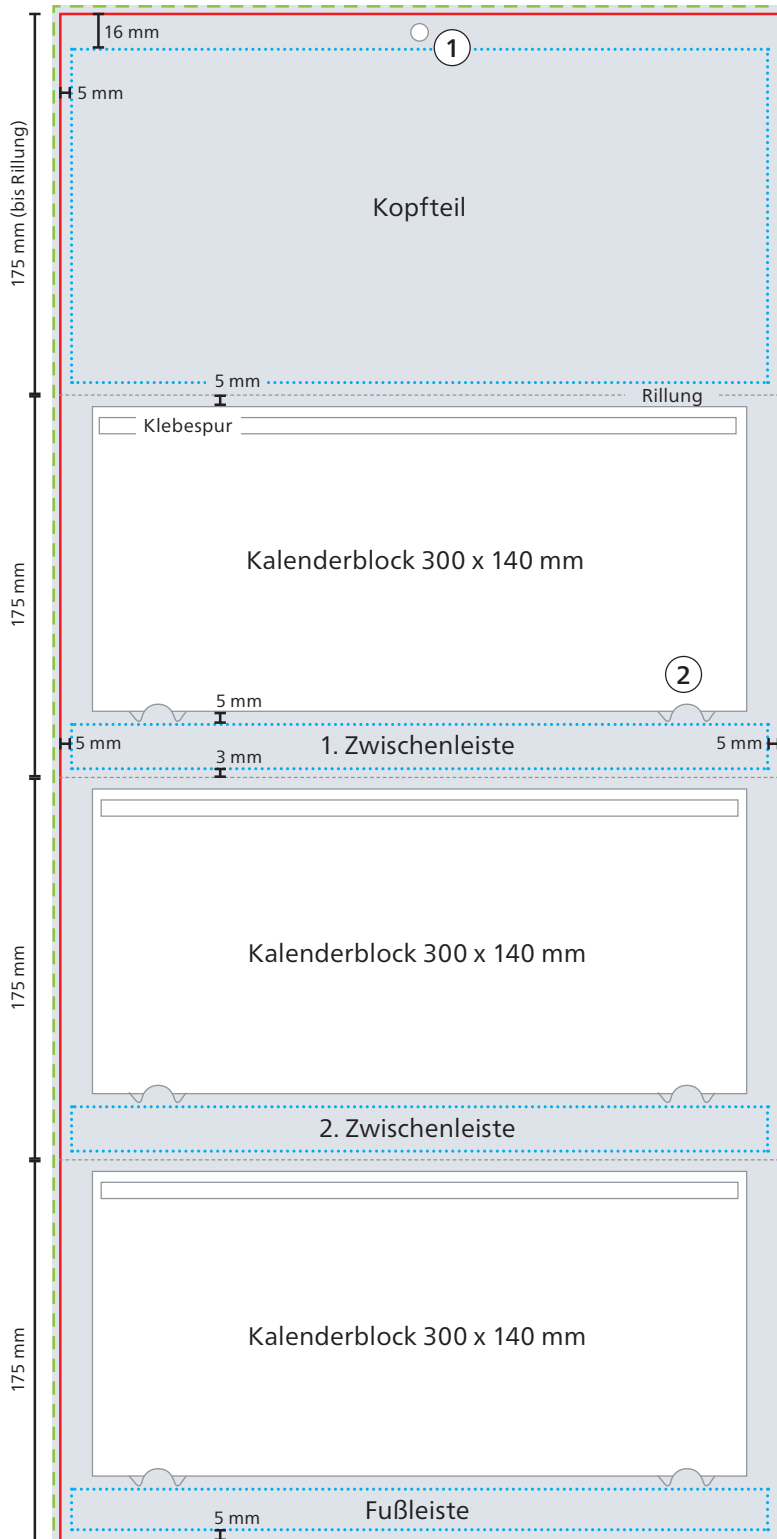 16 mm
1
5 mm
175 mm (bis Rillung)
Kopfteil
5 mm
Rillung
Klebespur
Kalenderblock 300 x 140 mm
175 mm
2
5 mm
5 mm
1. Zwischenleiste
5 mm
3 mm
Kalenderblock 300 x 140 mm
175 mm
2. Zwischenleiste
Kalenderblock 300 x 140 mm
175 mm
Fußleiste
5 mm